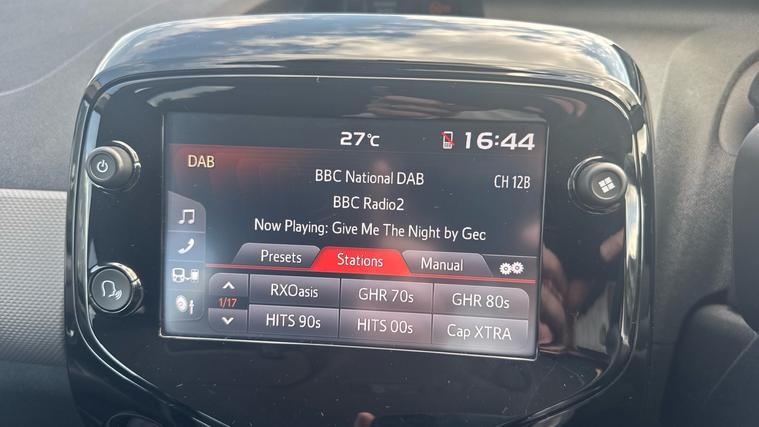 27°C 16:44
DAB
BBC National DAB CH 12B
BBC Radio2
Now Playing: Give Me The Night by Geo
Presets Stations Manual
RXOasis GHR 70s GHR 80s
1/17
HITS 90s HITS 00s Cap XTRA